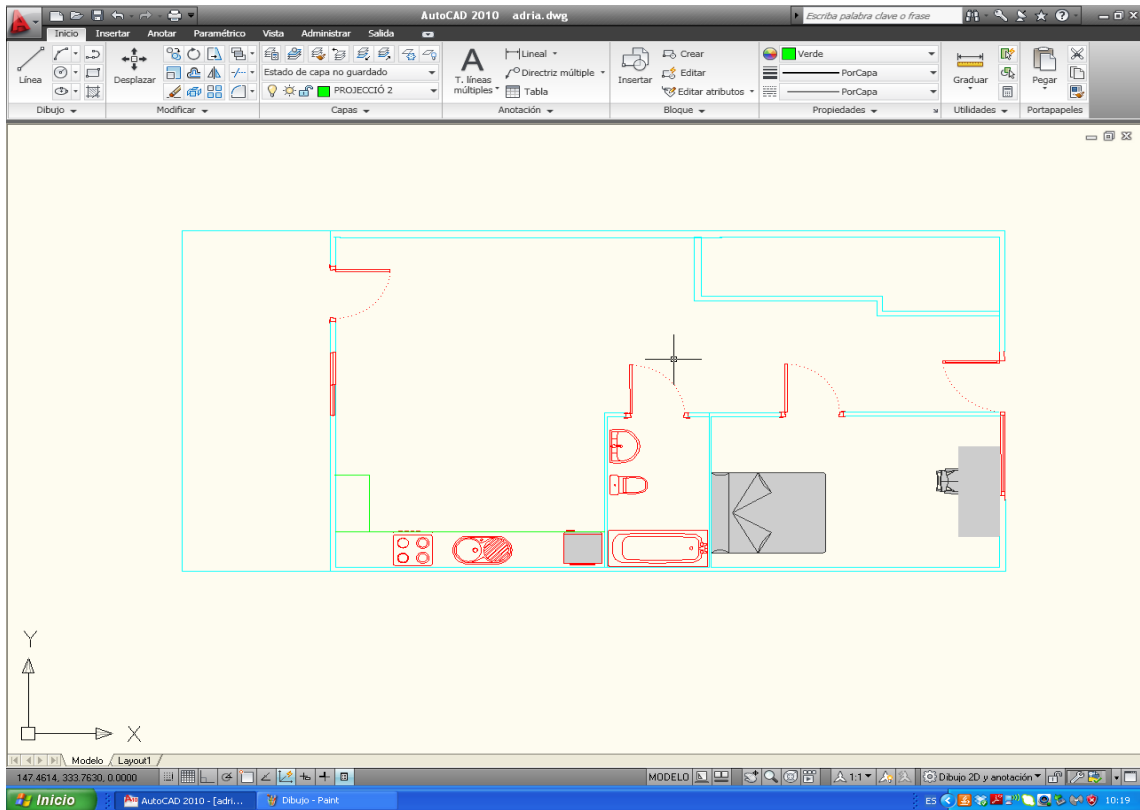 AutoCAD 2010 adria.dwg
Escriba palabra clave o frase
Inicio Insertar Anotar Paramétrico Vista Administrar Salida
Línea
Desplazar
Estado de capa no guardado
PROJECCIÓ 2
A
T. líneas múltiples
Lineal
Directriz múltiple
Tabla
Insertar
Crear
Editar
Editar atributos
Verde
PorCapa
PorCapa
Graduar
Pegar
Dibujo Modificar Capas Anotación Bloque Propiedades Utilidades Portapapeles
Y
X
Modelo Layout1
147.4614, 333.7630, 0.0000 MODELO 1:1 Dibujo 2D y anotación
Inicio AutoCAD 2010 - [adri... Dibujo - Paint ES 10:19